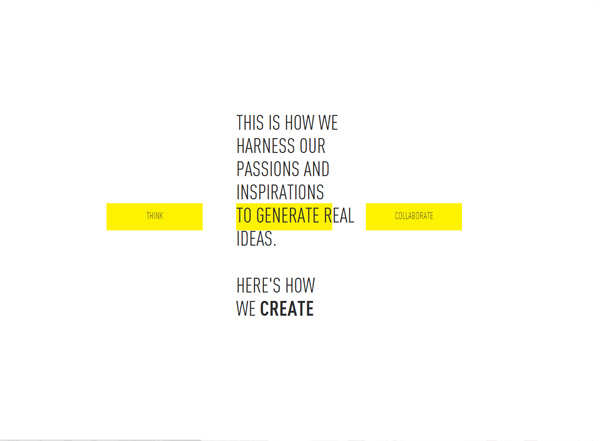 THIS IS HOW WE
HARNESS OUR
PASSIONS AND
INSPIRATIONS
THINK
TO GENERATE REAL
COLLABORATE
IDEAS.
HERE'S HOW
WE CREATE